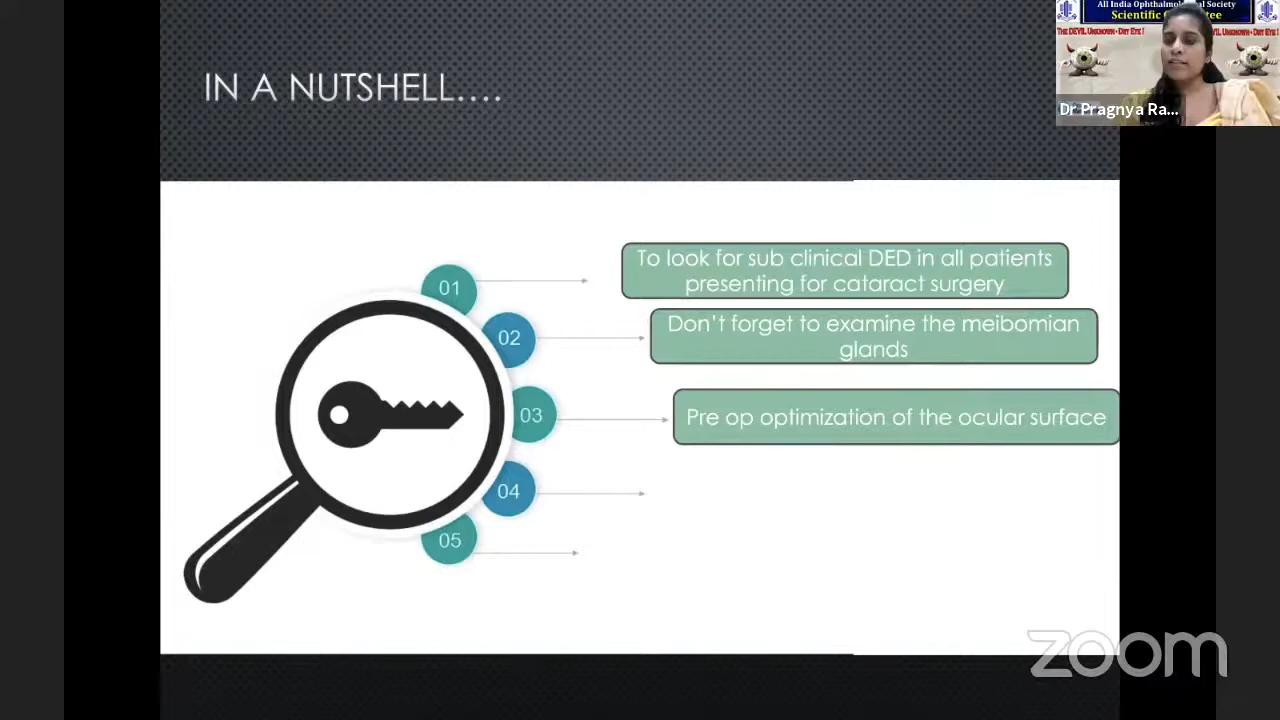 All India Ophthalmological Society
Scientific
THE DEVIL UNKNOWN - DRY EYE !
Dr Pragnya Ra...
IN A NUTSHELL....
01
To look for sub clinical DED in all patients
presenting for cataract surgery
02
Don't forget to examine the meibomian
glands
03
Pre op optimization of the ocular surface
04
05
zoom